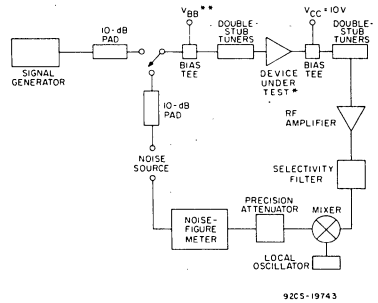 V_BB **
V_CC = 10 V
DOUBLE-
STUB
TUNERS
DOUBLE-
STUB
TUNERS
10-dB
PAD
SIGNAL
GENERATOR
BIAS
TEE
DEVICE
UNDER
TEST *
BIAS
TEE
10-dB
PAD
RF
AMPLIFIER
NOISE
SOURCE
SELECTIVITY
FILTER
PRECISION
ATTENUATOR
MIXER
NOISE-
FIGURE
METER
LOCAL
OSCILLATOR
92CS-19743